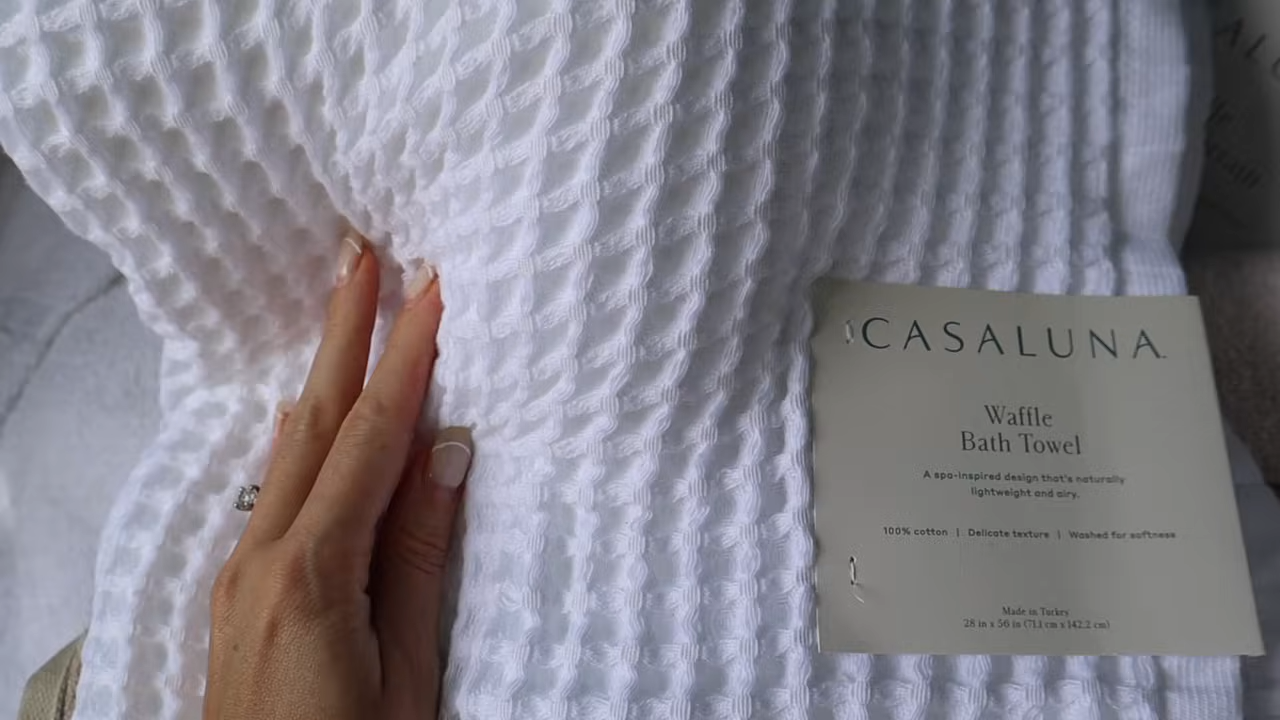 CASALUNA.
Waffle
Bath Towel
A spa-inspired design that's naturally
lightweight and airy.
100% cotton | Delicate texture | Washed for softness
Made in Turkey
28 in x 56 in (71.1 cm x 142.2 cm)